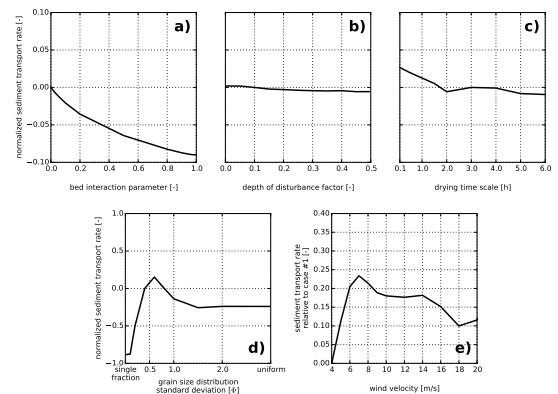 0.10
0.05
0.00
−0.05
−0.10
normalized sediment transport rate [-]
a)
0.0 0.2 0.4 0.6 0.8 1.0
bed interaction parameter [-]
b)
0.0 0.1 0.2 0.3 0.4 0.5
depth of disturbance factor [-]
c)
0.1 1.0 2.0 3.0 4.0 5.0 6.0
drying time scale [h]
1.0
0.5
0.0
−0.5
−1.0
normalized sediment transport rate [-]
d)
single fraction 0.5 1.0 2.0 uniform
grain size distribution
standard deviation [Φ]
0.40
0.35
0.30
0.25
0.20
0.15
0.10
0.05
0.00
sediment transport rate
relative to case #1 [-]
e)
4 6 8 10 12 14 16 18 20
wind velocity [m/s]